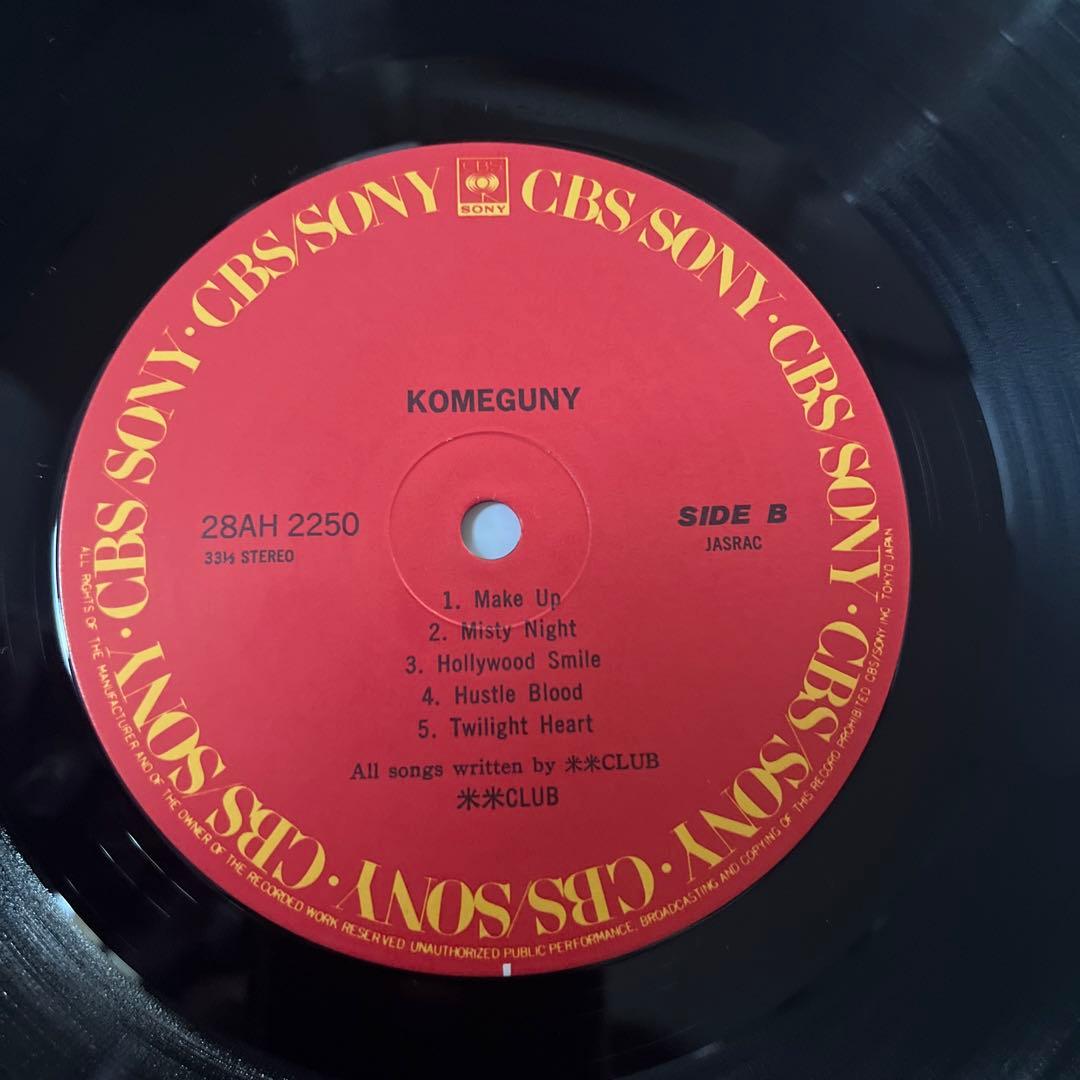 CBS
SONY
CBS/SONY · CBS/SONY · CBS/SONY · CBS/SONY · CBS/SONY · CBS/SONY · CBS/SONY · CBS/SONY
KOMEGUNY
28AH 2250
33⅓ STEREO
SIDE B
JASRAC
1. Make Up
2. Misty Night
3. Hollywood Smile
4. Hustle Blood
5. Twilight Heart
All songs written by 米米CLUB
米米CLUB
ALL RIGHTS OF THE MANUFACTURER AND OF THE OWNER OF THE RECORDED WORK RESERVED UNAUTHORIZED PUBLIC PERFORMANCE, BROADCASTING AND COPYING OF THIS RECORD PROHIBITED CBS/SONY INC. TOKYO JAPAN